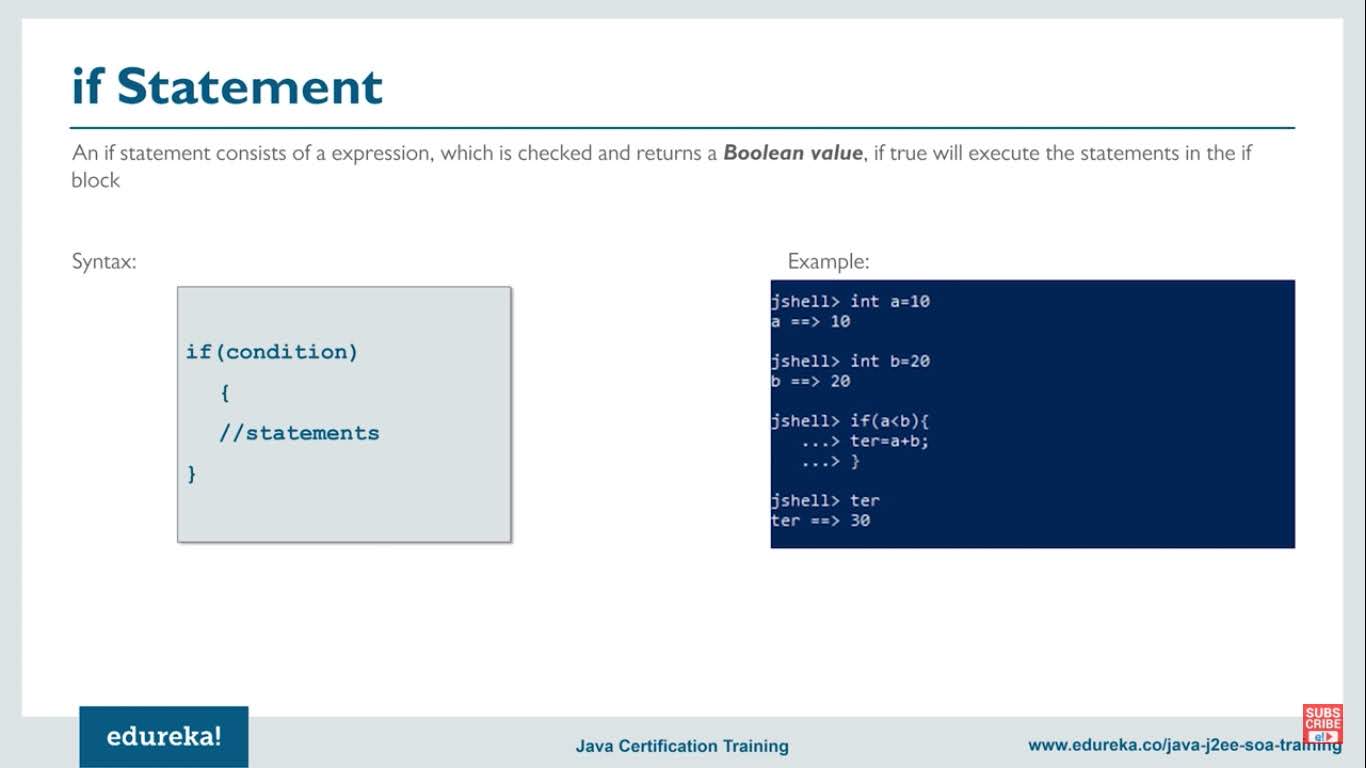 if Statement
An if statement consists of a expression, which is checked and returns a Boolean value, if true will execute the statements in the if
block
Syntax:
if(condition)
{
//statements
}
Example:
jshell> int a=10
a ==> 10
jshell> int b=20
b ==> 20
jshell> if(a<b){
...> ter=a+b;
...> }
jshell> ter
ter ==> 30
edureka!
Java Certification Training
www.edureka.co/java-j2ee-soa-training
SUBS
CRIBE
e!